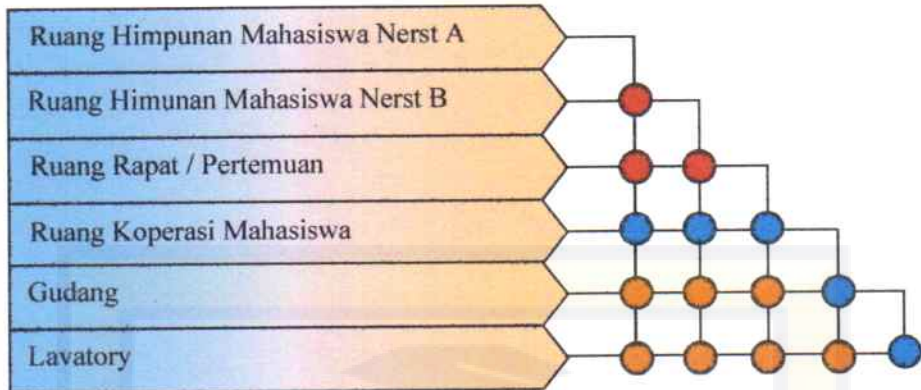 Ruang Himpunan Mahasiswa Nerst A
Ruang Himunan Mahasiswa Nerst B
Ruang Rapat / Pertemuan
Ruang Koperasi Mahasiswa
Gudang
Lavatory